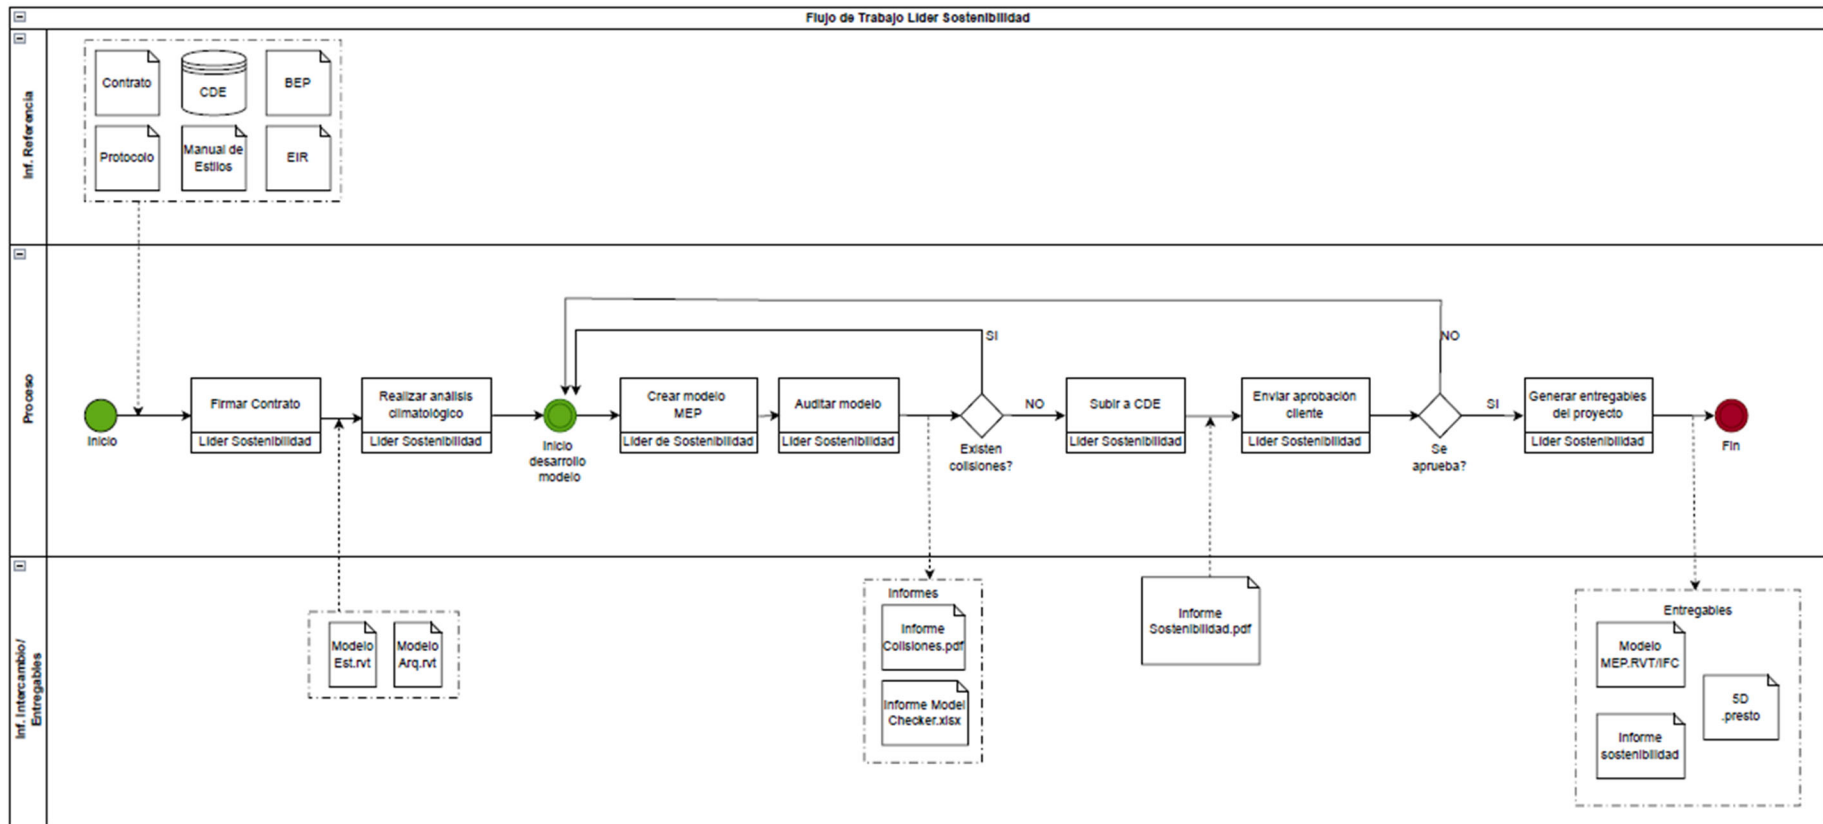 Flujo de Trabajo Lider Sostenibilidad
Inf. Referencia
Contrato
CDE
BEP
Protocolo
Manual de
Estilos
EIR
Proceso
Inicio
Firmar Contrato
Lider Sostenibilidad
Realizar análisis
climatológico
Lider Sostenibilidad
Inicio
desarrollo
modelo
Crear modelo
MEP
Lider de Sostenibilidad
Auditar modelo
Lider Sostenibilidad
SI
Existen
colisiones?
NO
Subir a CDE
Lider Sostenibilidad
Enviar aprobación
cliente
Lider Sostenibilidad
NO
Se
aprueba?
SI
Generar entregables
del proyecto
Lider Sostenibilidad
Fin
Inf. Intercambio/
Entregables
Modelo
Est.rvt
Modelo
Arq.rvt
Informes
Informe
Colisiones.pdf
Informe Model
Checker.xlsx
Informe
Sostenibilidad.pdf
Entregables
Modelo
MEP.RVT/IFC
5D
.presto
Informe
sostenibilidad